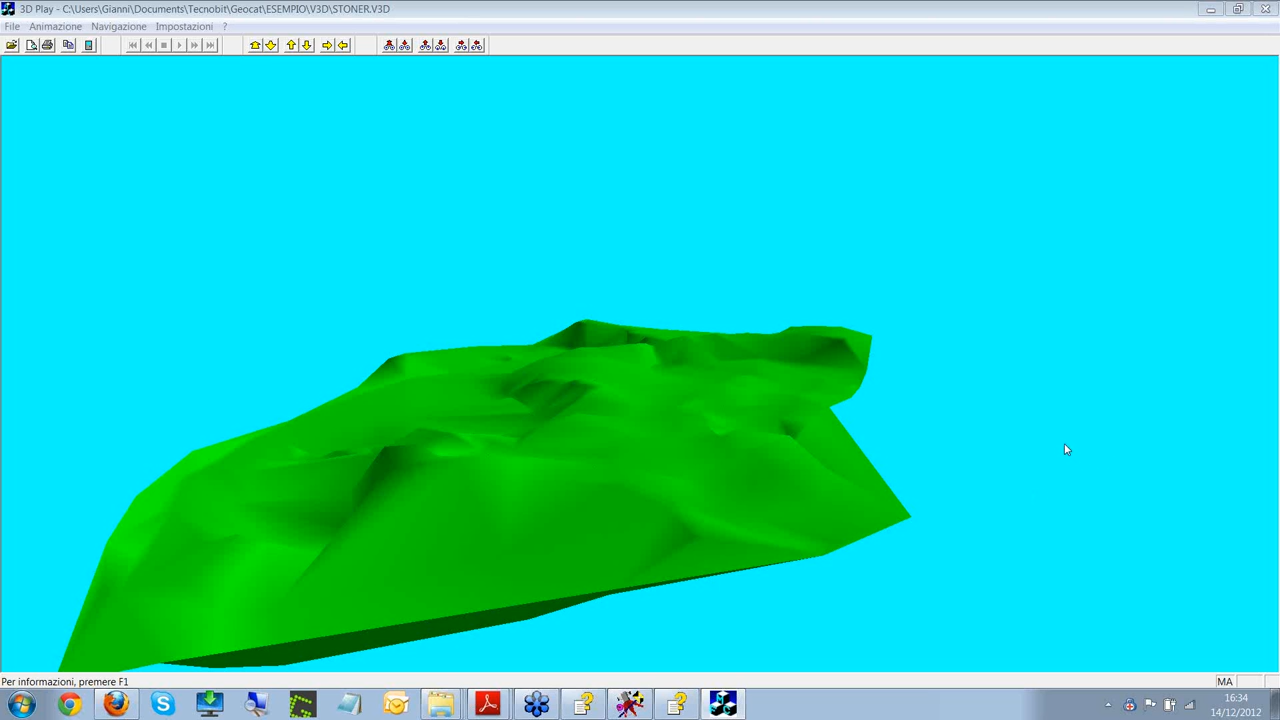 3D Play - C:\Users\Gianni\Documents\Tecnobit\Geocat\ESEMPIO\V3D\STONER.V3D
File Animazione Navigazione Impostazioni ?
Per informazioni, premere F1
MA
16:34
14/12/2012